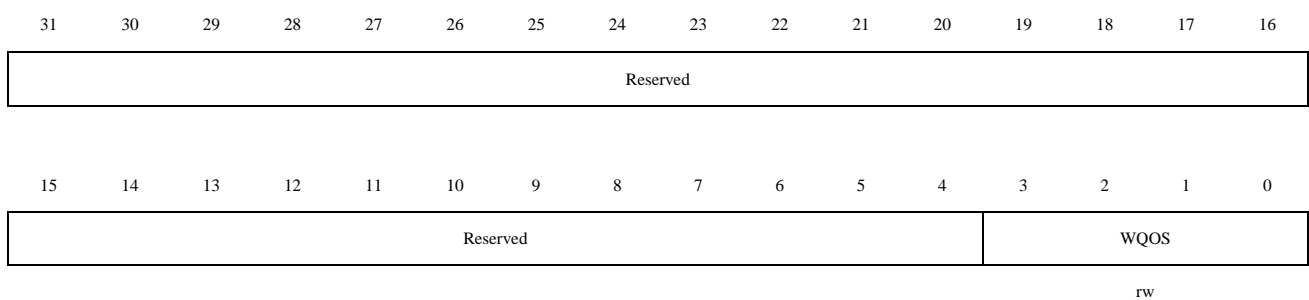 31 30 29 28 27 26 25 24 23 22 21 20 19 18 17 16
Reserved
15 14 13 12 11 10 9 8 7 6 5 4 3 2 1 0
Reserved WQOS
rw